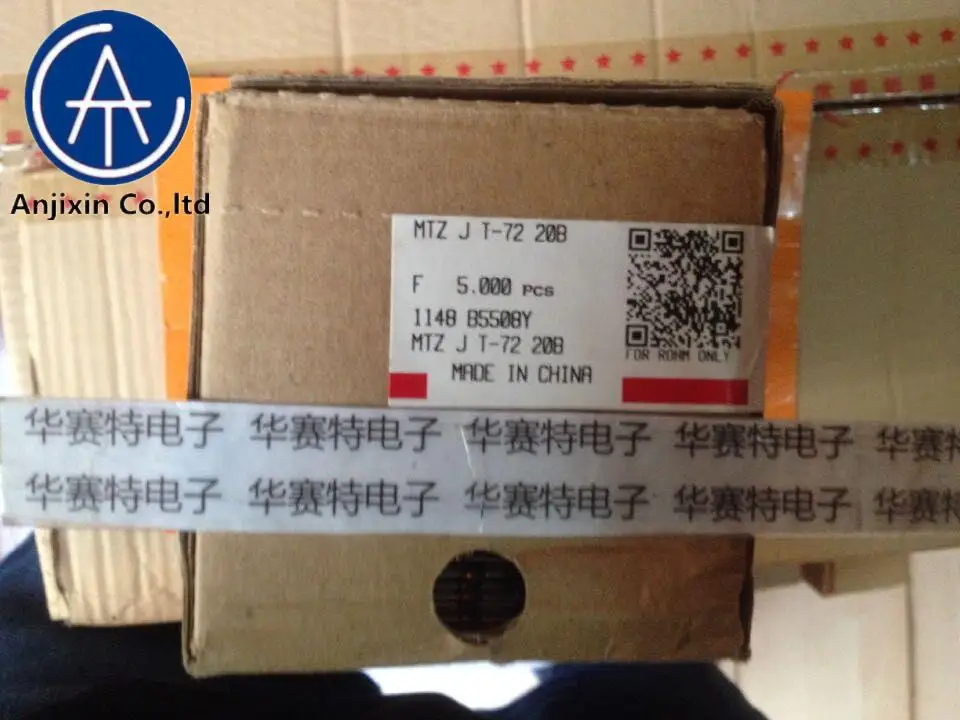 Anjixin Co.,ltd
MTZ J T-72 20B
F 5.000 PCS
1148 B5508Y
MTZ J T-72 20B
FOR ROHM ONLY
MADE IN CHINA
华赛特电子 华赛特电子 华赛特电子 华赛特电子 华赛
华赛特电子 华赛特电子 华赛特电子 华赛特电子 华赛